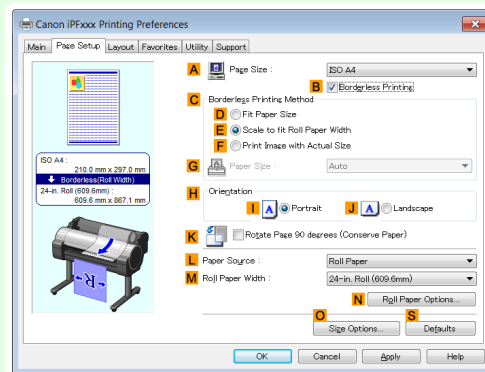 Canon iPFxxx Printing Preferences
Main Page Setup Layout Favorites Utility Support
A Page Size : ISO A4
B Borderless Printing
C Borderless Printing Method
D Fit Paper Size
E Scale to fit Roll Paper Width
F Print Image with Actual Size
G Paper Size : Auto
H Orientation
I A Portrait J A Landscape
K Rotate Page 90 degrees (Conserve Paper)
L Paper Source : Roll Paper
M Roll Paper Width : 24-in. Roll (609.6mm)
N Roll Paper Options...
O Size Options... S Defaults
ISO A4 :
210.0 mm x 297.0 mm
Borderless(Roll Width)
24-in. Roll (609.6mm) :
609.6 mm x 867.1 mm
R
OK Cancel Apply Help